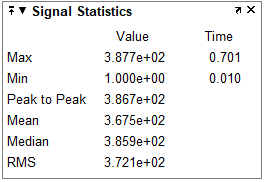 Signal Statistics
Value Time
Max 3.877e+02 0.701
Min 1.000e+00 0.010
Peak to Peak 3.867e+02
Mean 3.675e+02
Median 3.859e+02
RMS 3.721e+02